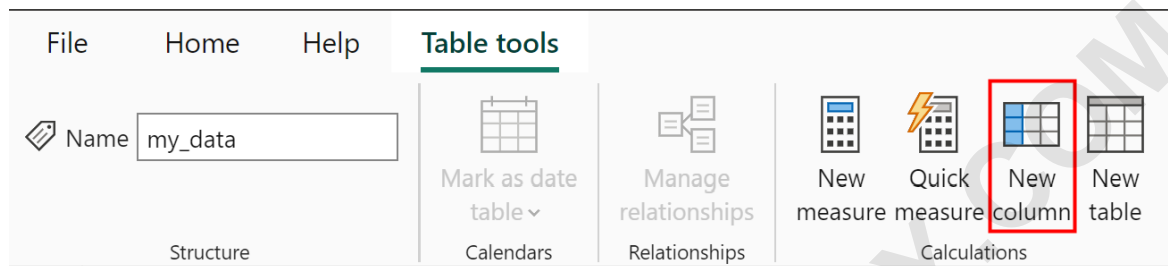 File Home Help Table tools
Name my_data
Mark as date
table
Manage
relationships
New
measure
Quick
measure
New
column
New
table
Structure Calendars Relationships Calculations